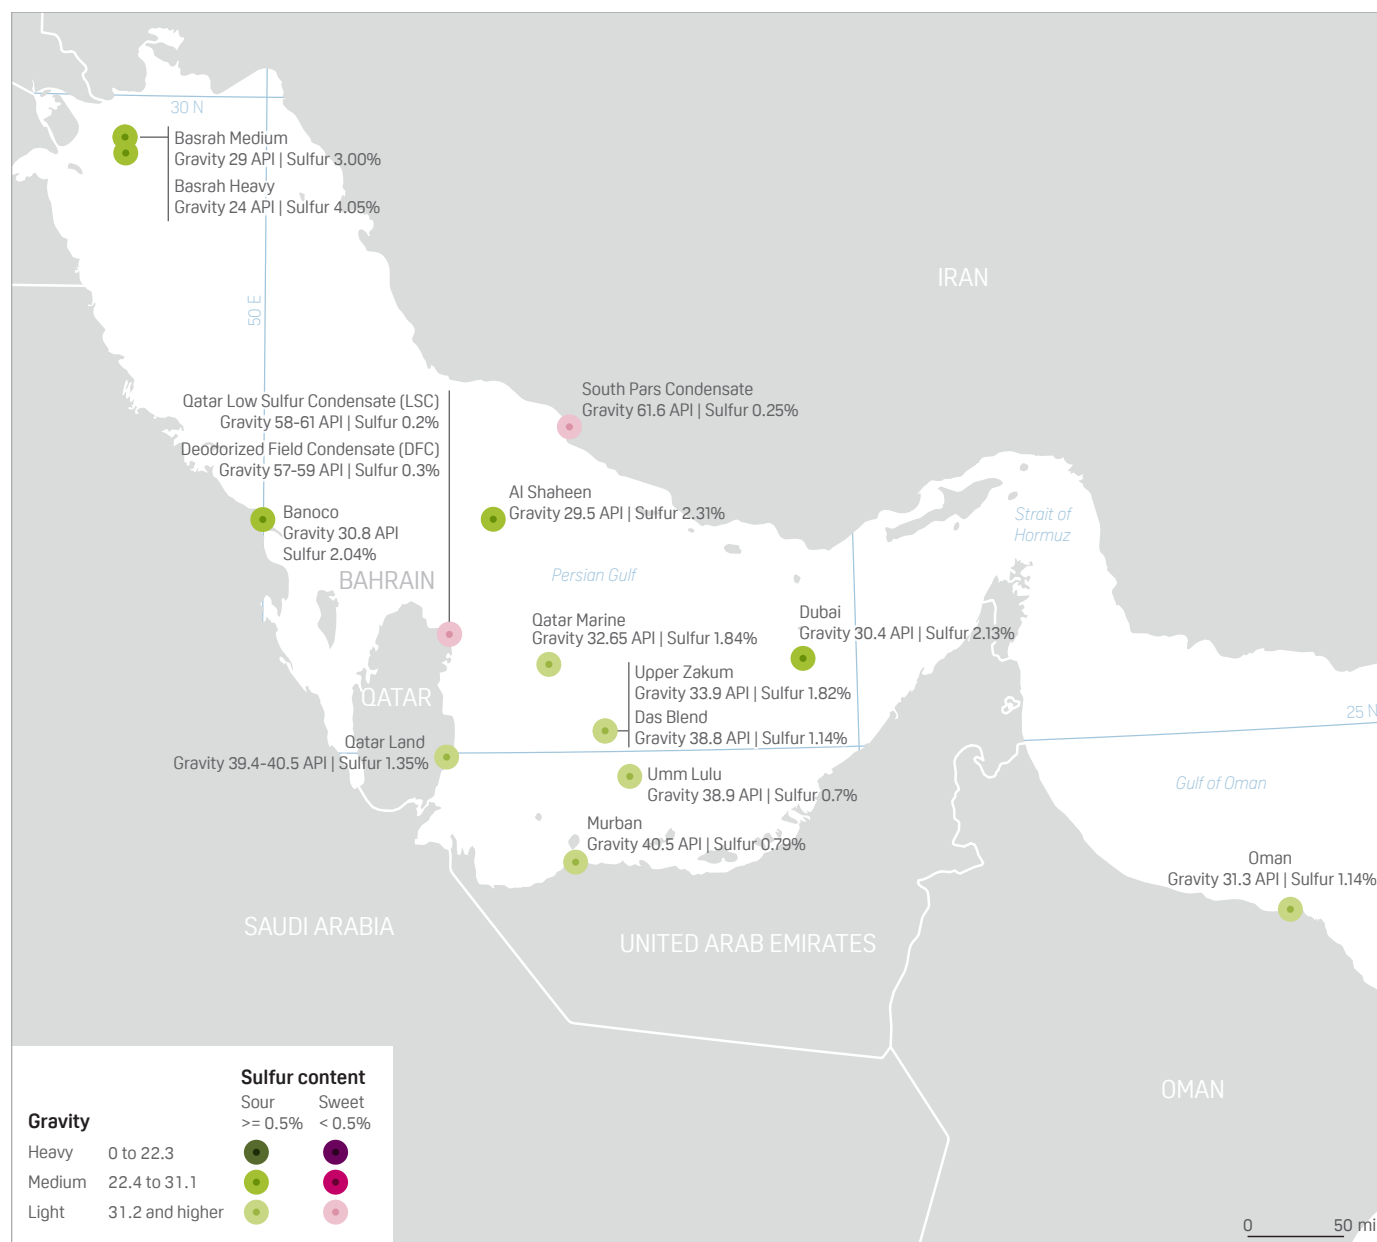 30 N
Basrah Medium
Gravity 29 API | Sulfur 3.00%
Basrah Heavy
Gravity 24 API | Sulfur 4.05%
IRAN
50 E
Qatar Low Sulfur Condensate (LSC)
Gravity 58-61 API | Sulfur 0.2%
Deodorized Field Condensate (DFC)
Gravity 57-59 API | Sulfur 0.3%
South Pars Condensate
Gravity 61.6 API | Sulfur 0.25%
Al Shaheen
Gravity 29.5 API | Sulfur 2.31%
Banoco
Gravity 30.8 API
Sulfur 2.04%
Strait of
Hormuz
BAHRAIN
Persian Gulf
Qatar Marine
Gravity 32.65 API | Sulfur 1.84%
Dubai
Gravity 30.4 API | Sulfur 2.13%
Upper Zakum
Gravity 33.9 API | Sulfur 1.82%
Das Blend
Gravity 38.8 API | Sulfur 1.14%
QATAR
25 N
Qatar Land
Gravity 39.4-40.5 API | Sulfur 1.35%
Umm Lulu
Gravity 38.9 API | Sulfur 0.7%
Gulf of Oman
Murban
Gravity 40.5 API | Sulfur 0.79%
Oman
Gravity 31.3 API | Sulfur 1.14%
SAUDI ARABIA
UNITED ARAB EMIRATES
OMAN
Sulfur content
Sour Sweet
Gravity >= 0.5% < 0.5%
Heavy 0 to 22.3
Medium 22.4 to 31.1
Light 31.2 and higher
0 50 mi